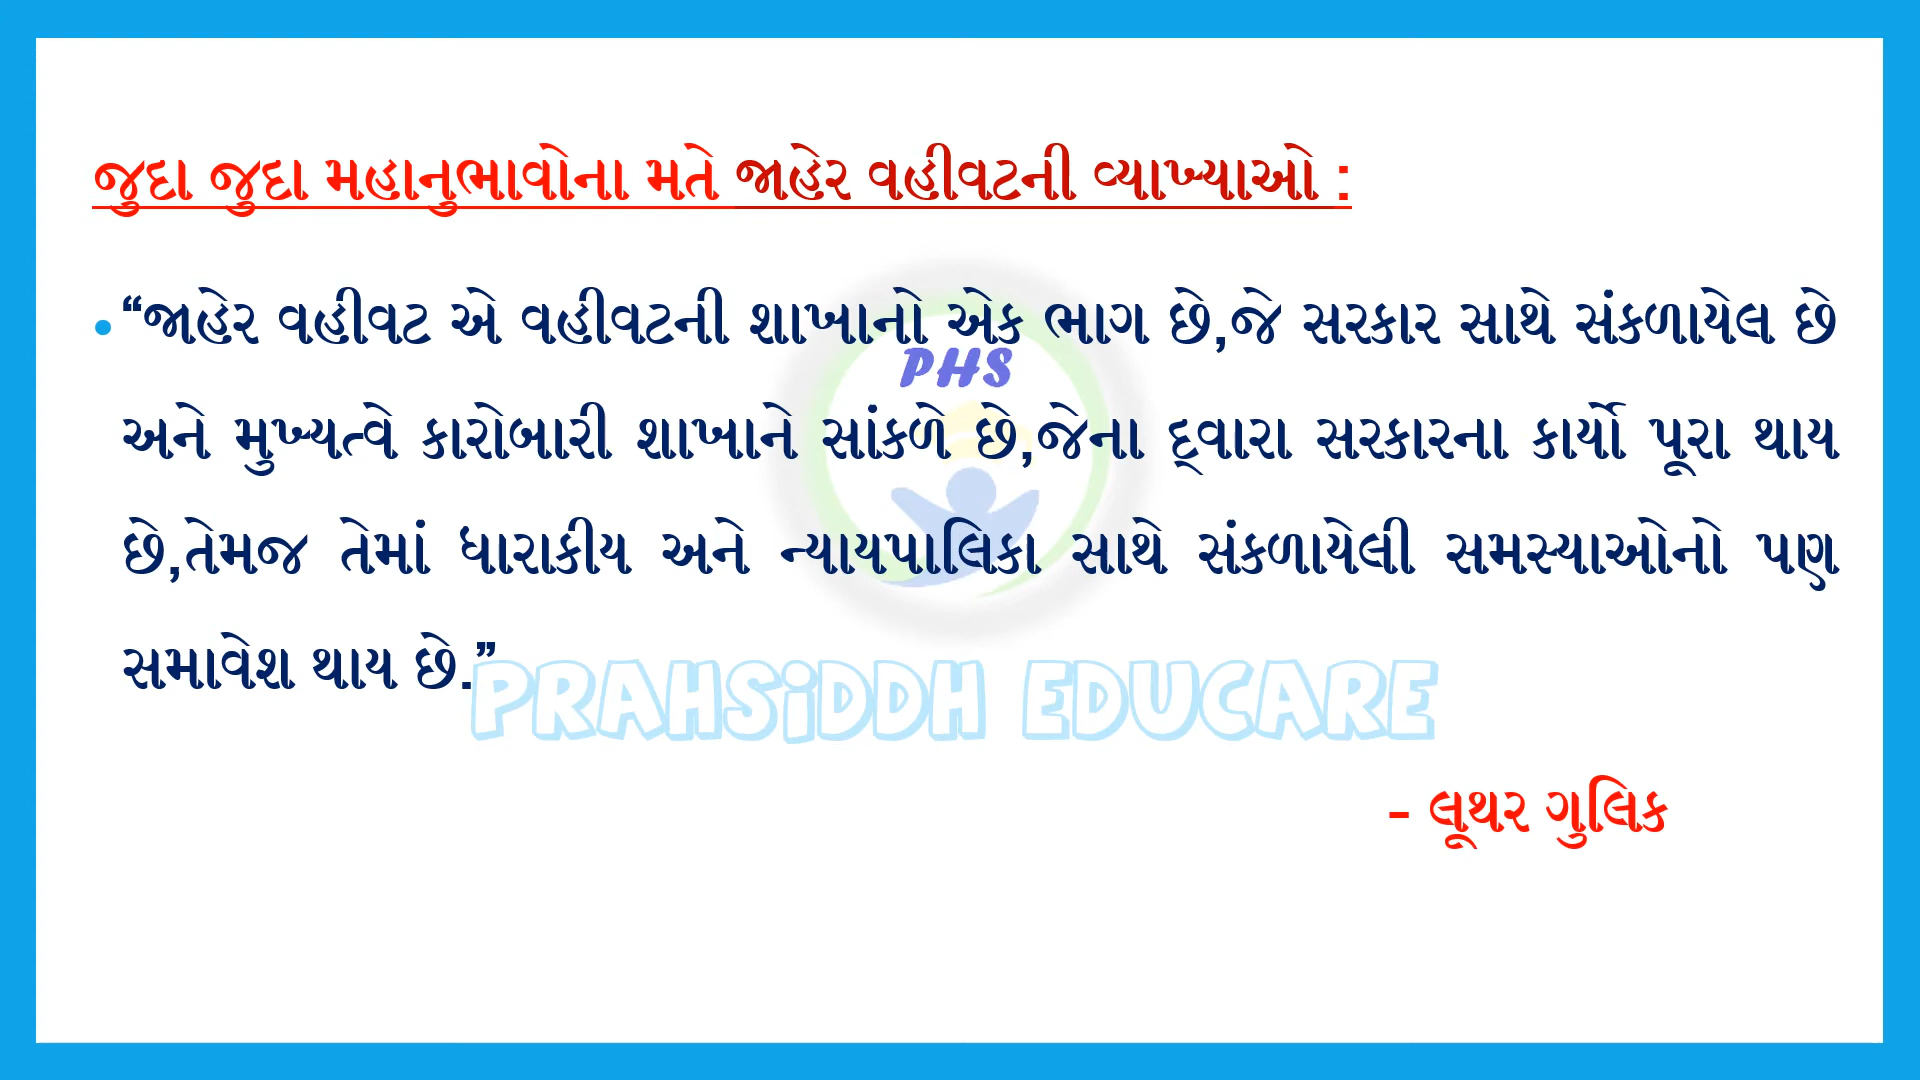 જુદા જુદા મહાનુભાવોના મતે જાહેર વહીવટની વ્યાખ્યાઓ :
• “જાહેર વહીવટ એ વહીવટની શાખાનો એક ભાગ છે,જે સરકાર સાથે સંકળાયેલ છે
PHS
અને મુખ્યત્વે કારોબારી શાખાને સાંકળે છે,જેના દ્વારા સરકારના કાર્યો પૂરા થાય
છે,તેમજ તેમાં ધારાકીય અને ન્યાયપાલિકા સાથે સંકળાયેલી સમસ્યાઓનો પણ
સમાવેશ થાય છે.”
PRAHSiDDH EDUCARE
- લૂથર ગુલિક